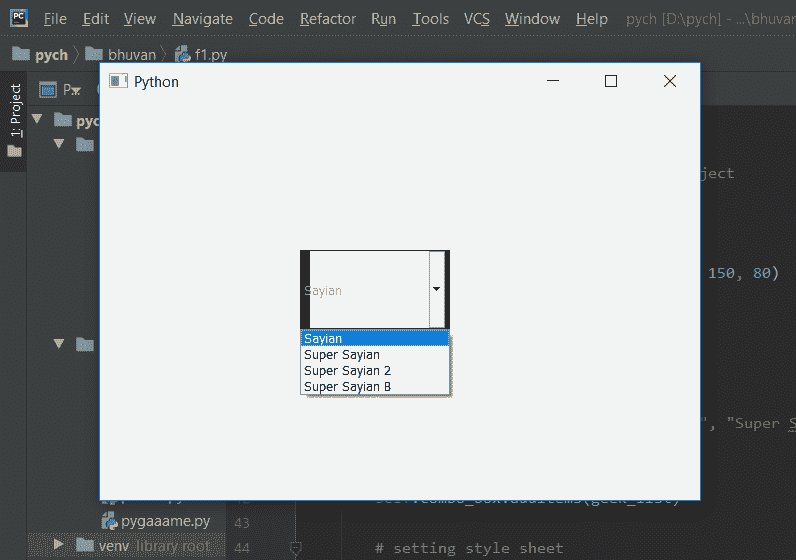 PC File Edit View Navigate Code Refactor Run Tools VCS Window Help pych [D:\pych] - ...\bhuvan
pych bhuvan f1.py
1: Project
Python
ject
150, 80)
Sayian
Sayian
Super Sayian
Super Sayian 2
Super Sayian B
", "Super S
pygaaame.py 43
venv library root 44 # setting style sheet